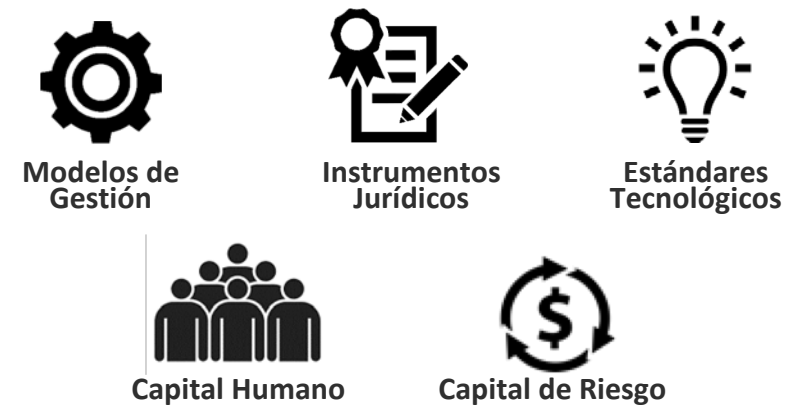 Modelos de
Gestión
Instrumentos
Jurídicos
Estándares
Tecnológicos
$
Capital Humano
Capital de Riesgo